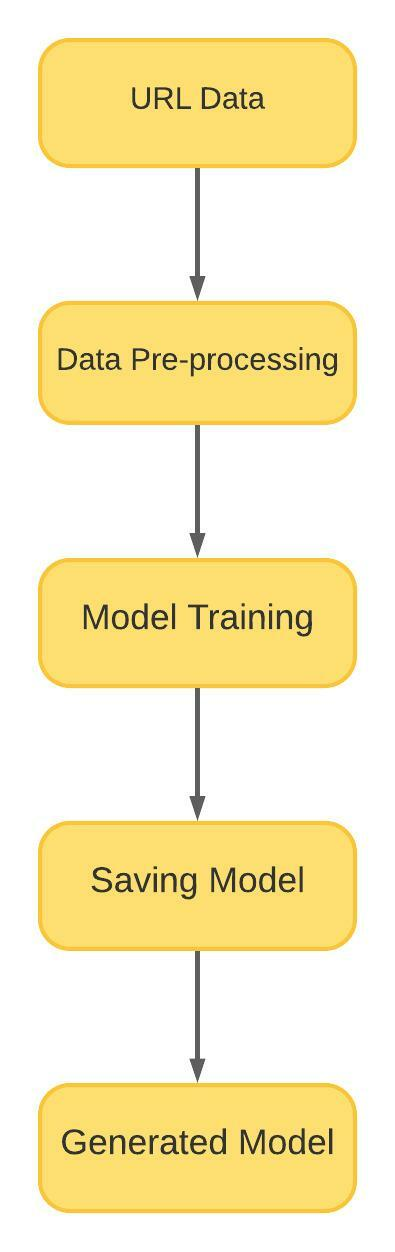 URL Data
Data Pre-processing
Model Training
Saving Model
Generated Model